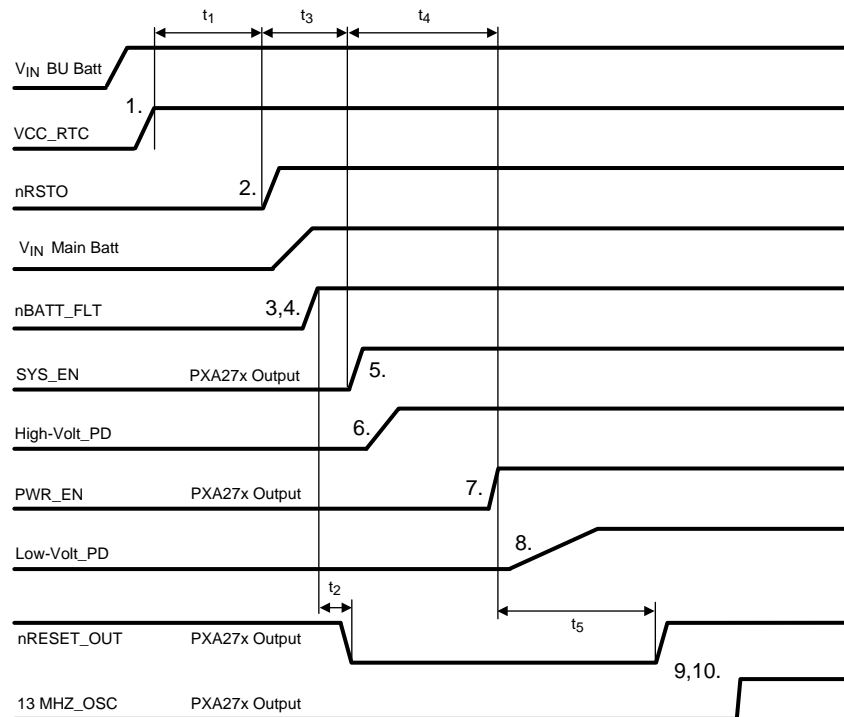 t1 t3 t4
VIN BU Batt
1.
VCC_RTC
2.
nRSTO
VIN Main Batt
3,4.
nBATT_FLT
SYS_EN PXA27x Output 5.
6.
High-Volt_PD
7.
PWR_EN PXA27x Output
8.
Low-Volt_PD
t2
t5
nRESET_OUT PXA27x Output
9,10.
13 MHZ_OSC PXA27x Output